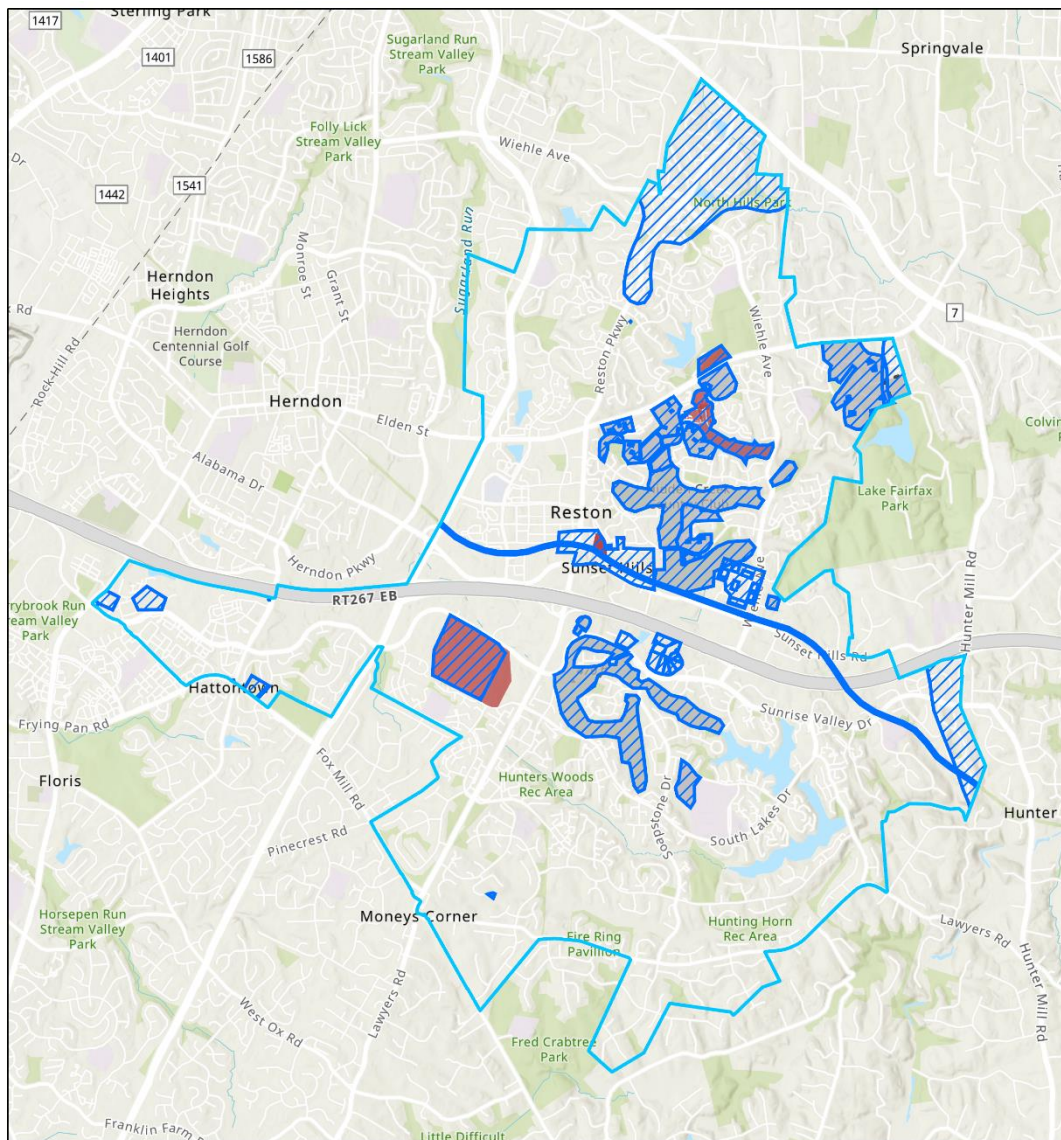 Sterling Park
1417
Sugarland Run
Stream Valley
Park
Springvale
1401
1586
Folly Lick
Stream Valley
Park
Wiehle Ave
Dr
1541
1442
North Hills Park
Monroe St
Grant St
Sugarland Run
Herndon
Heights
Rd
7
Herndon
Centennial Golf
Course
Rock Hill Rd
Reston Pkwy
Wiehle Ave
Herndon
Elden St
Colvin
Alabama Dr
Lake Fairfax
Park
Reston
Herndon Pkwy
Sunset Hills
Hunter Mill Rd
RT267 EB
rrybrook Run
ream Valley
Park
Sunset Hills Rd
Hattontown
Frying Pan Rd
Sunrise Valley Dr
Fox Mill Rd
Floris
Hunters Woods
Rec Area
Soapstone Dr
South Lakes Dr
Hunter
Pinecrest Rd
Horsepen Run
Stream Valley
Park
Moneys Corner
Hunting Horn
Rec Area
Lawyers Rd
Fire Ring
Pavillion
Hunter Mill Rd
West Ox Rd
Lawyers Rd
Fred Crabtree
Park
Franklin Farm
Little Difficult